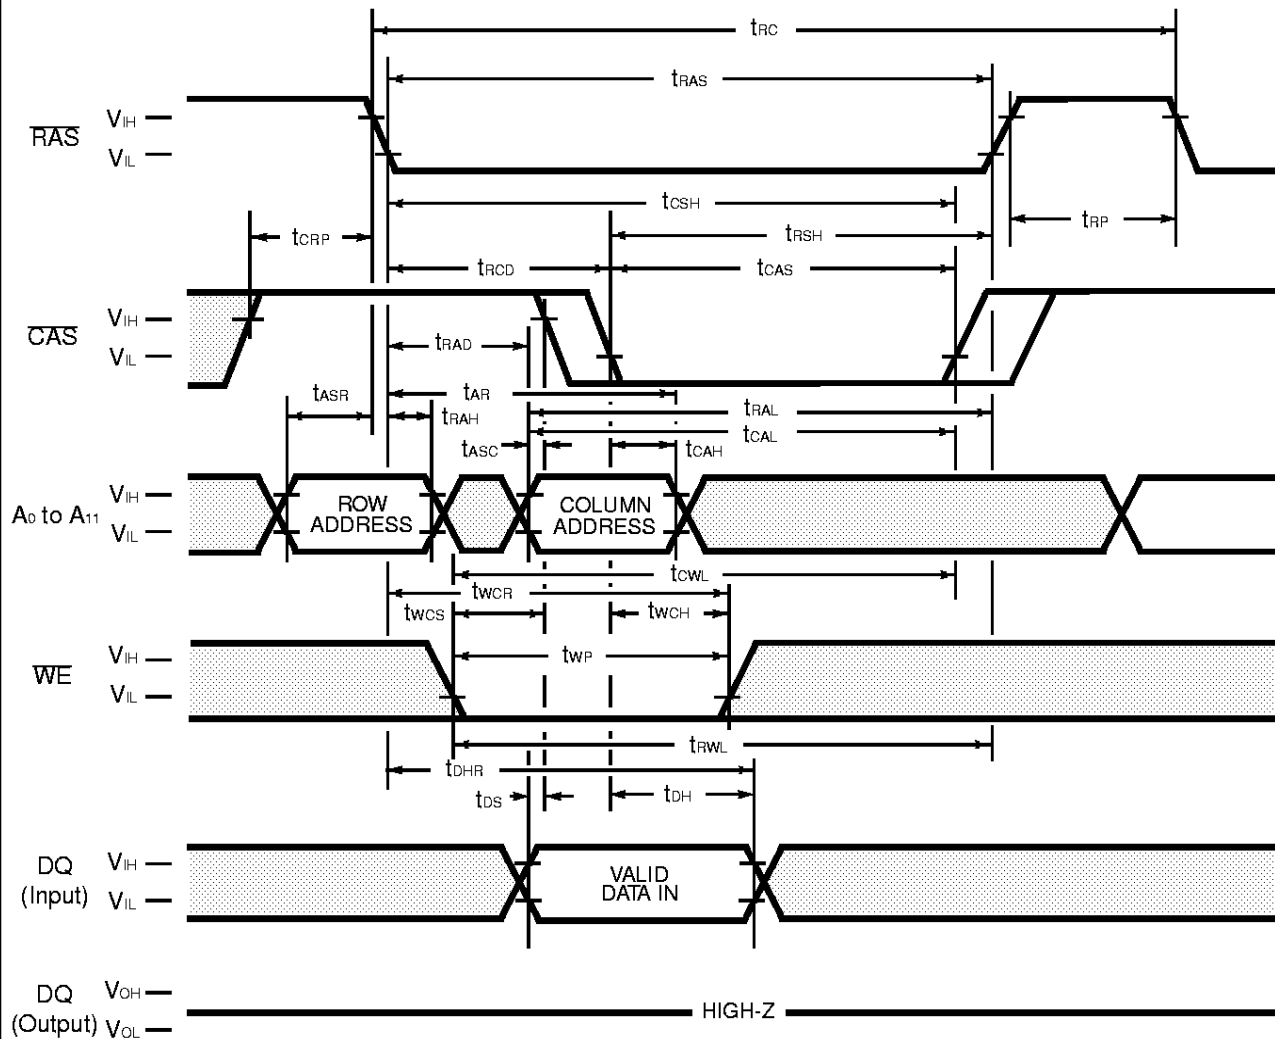 tRC
tRAS
RAS VIH
VIL
tCSH
tRP
tCRP tRSH
tRCD tCAS
CAS VIH
VIL
tRAD
tASR tAR
tRAH tRAL
tCAL
tASC tCAH
A0 to A11 VIH
VIL
ROW
ADDRESS
COLUMN
ADDRESS
tCWL
tWCR
tWCS tWCH
WE VIH
VIL
tWP
tRWL
tDHR
tDS tDH
DQ
(Input)
VIH
VIL
VALID
DATA IN
DQ
(Output)
VOH
VOL
HIGH-Z